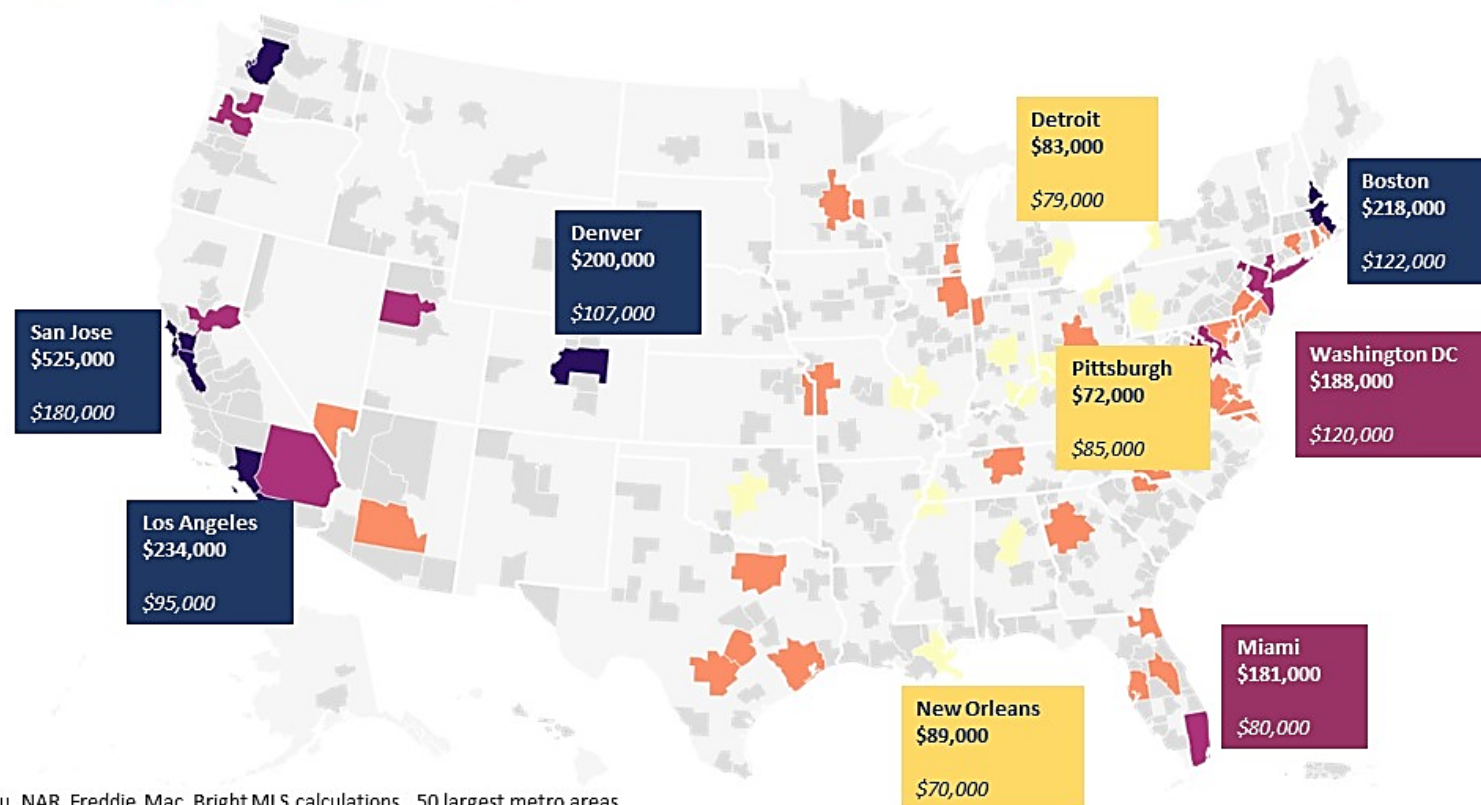 Detroit
$83,000
$79,000
Boston
$218,000
$122,000
Denver
$200,000
$107,000
San Jose
$525,000
$180,000
Washington DC
$188,000
$120,000
Pittsburgh
$72,000
$85,000
Los Angeles
$234,000
$95,000
Miami
$181,000
$80,000
New Orleans
$89,000
$70,000
NAR, Freddie Mac, Bright MLS calculations. 50 largest metro areas